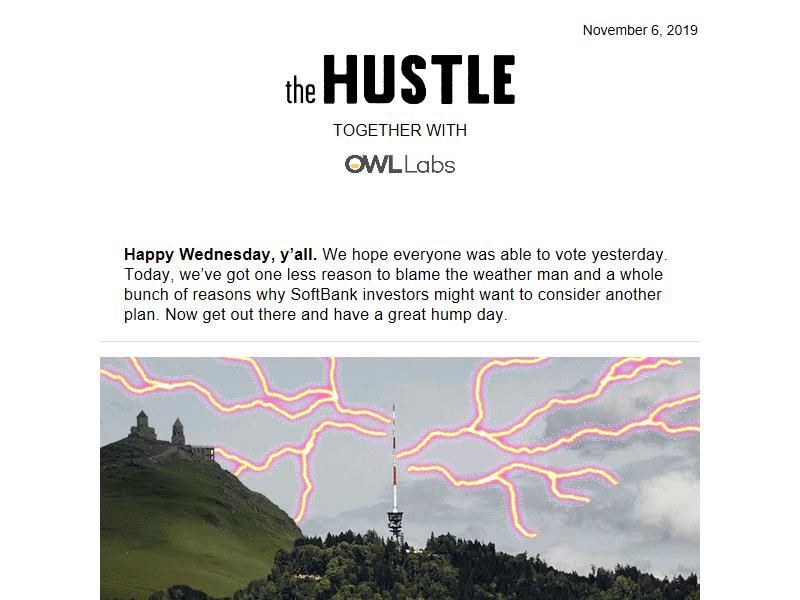 November 6, 2019
the HUSTLE
TOGETHER WITH
OWL Labs
Happy Wednesday, y’all. We hope everyone was able to vote yesterday.
Today, we’ve got one less reason to blame the weather man and a whole
bunch of reasons why SoftBank investors might want to consider another
plan. Now get out there and have a great hump day.